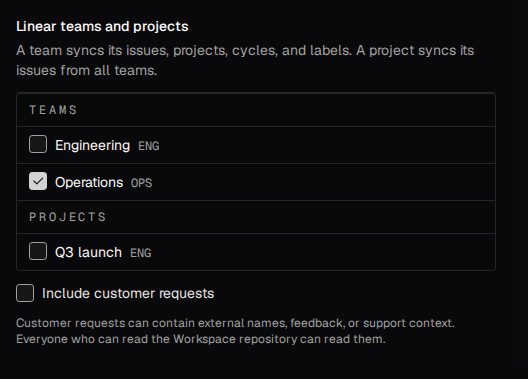 Linear teams and projects
A team syncs its issues, projects, cycles, and labels. A project syncs its
issues from all teams.
TEAMS
Engineering ENG
Operations OPS
PROJECTS
Q3 launch ENG
Include customer requests
Customer requests can contain external names, feedback, or support context.
Everyone who can read the Workspace repository can read them.